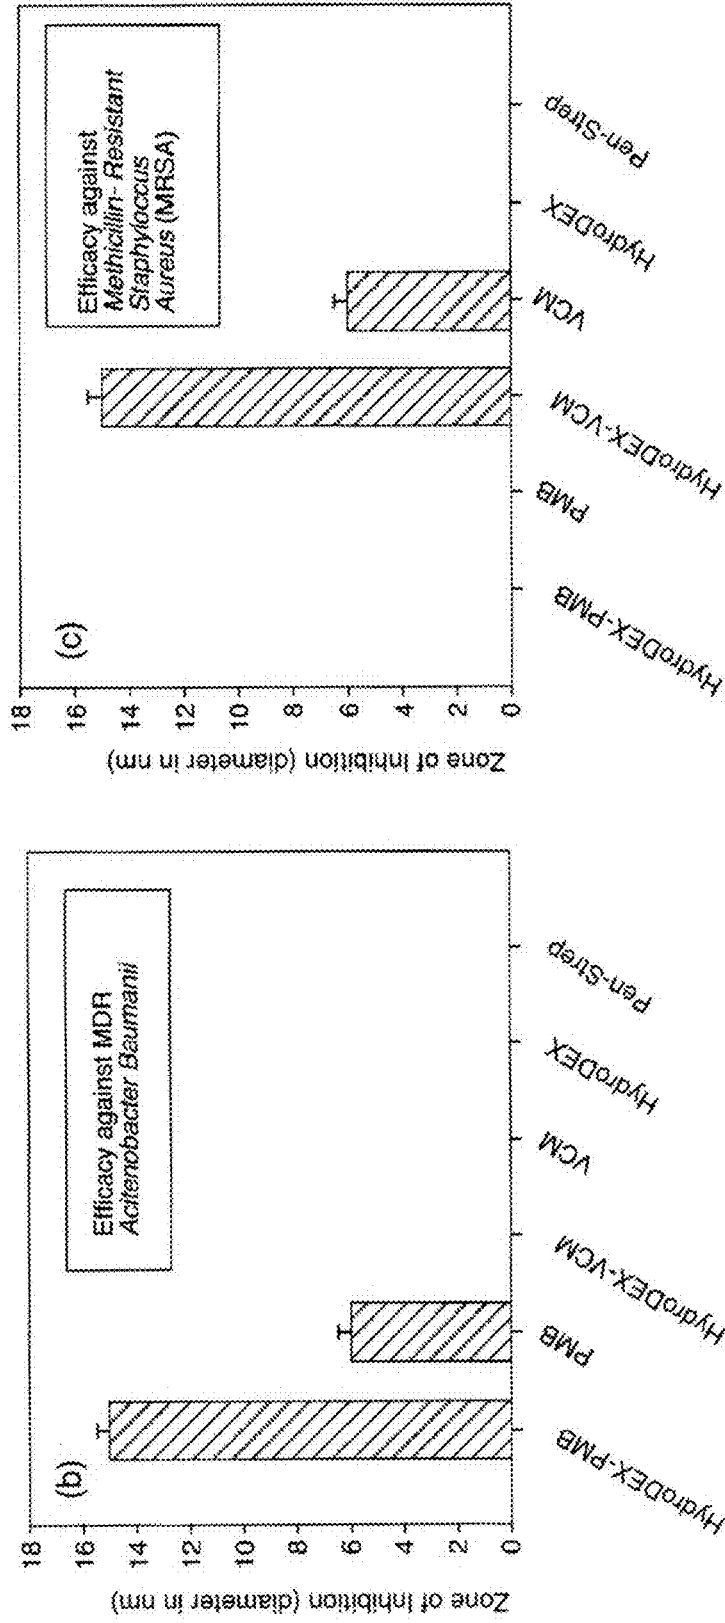 (b)
Efficacy against MDR
Acitenobacter Baumanii
Zone of Inhibition (diameter in nm)
18
16
14
12
10
8
6
4
2
0
HydroDEX-PMB
PMB
HydroDEX-VCM
VCM
HydroDEX
Pen-Strep
(c)
Efficacy against
Methicillin- Resistant
Staphyloccus
Aureus (MRSA)
Zone of Inhibition (diameter in nm)
18
16
14
12
10
8
6
4
2
0
HydroDEX-PMB
PMB
HydroDEX-VCM
VCM
HydroDEX
Pen-Strep